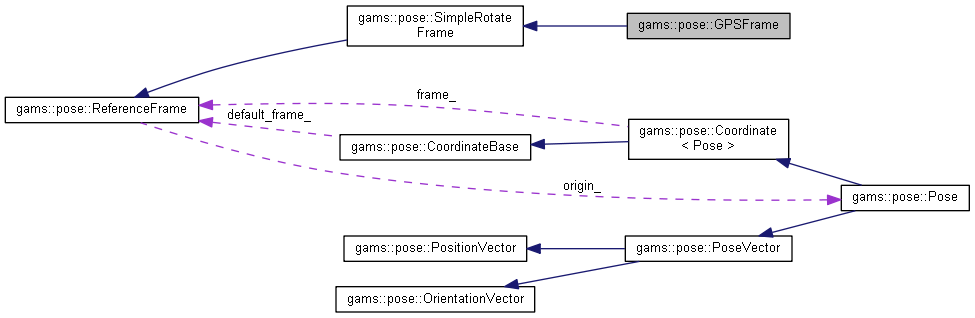 gams::pose::SimpleRotate
Frame
gams::pose::GPSFrame
gams::pose::ReferenceFrame
frame_
default_frame_
gams::pose::CoordinateBase
gams::pose::Coordinate
< Pose >
origin_
gams::pose::Pose
gams::pose::PositionVector
gams::pose::PoseVector
gams::pose::OrientationVector